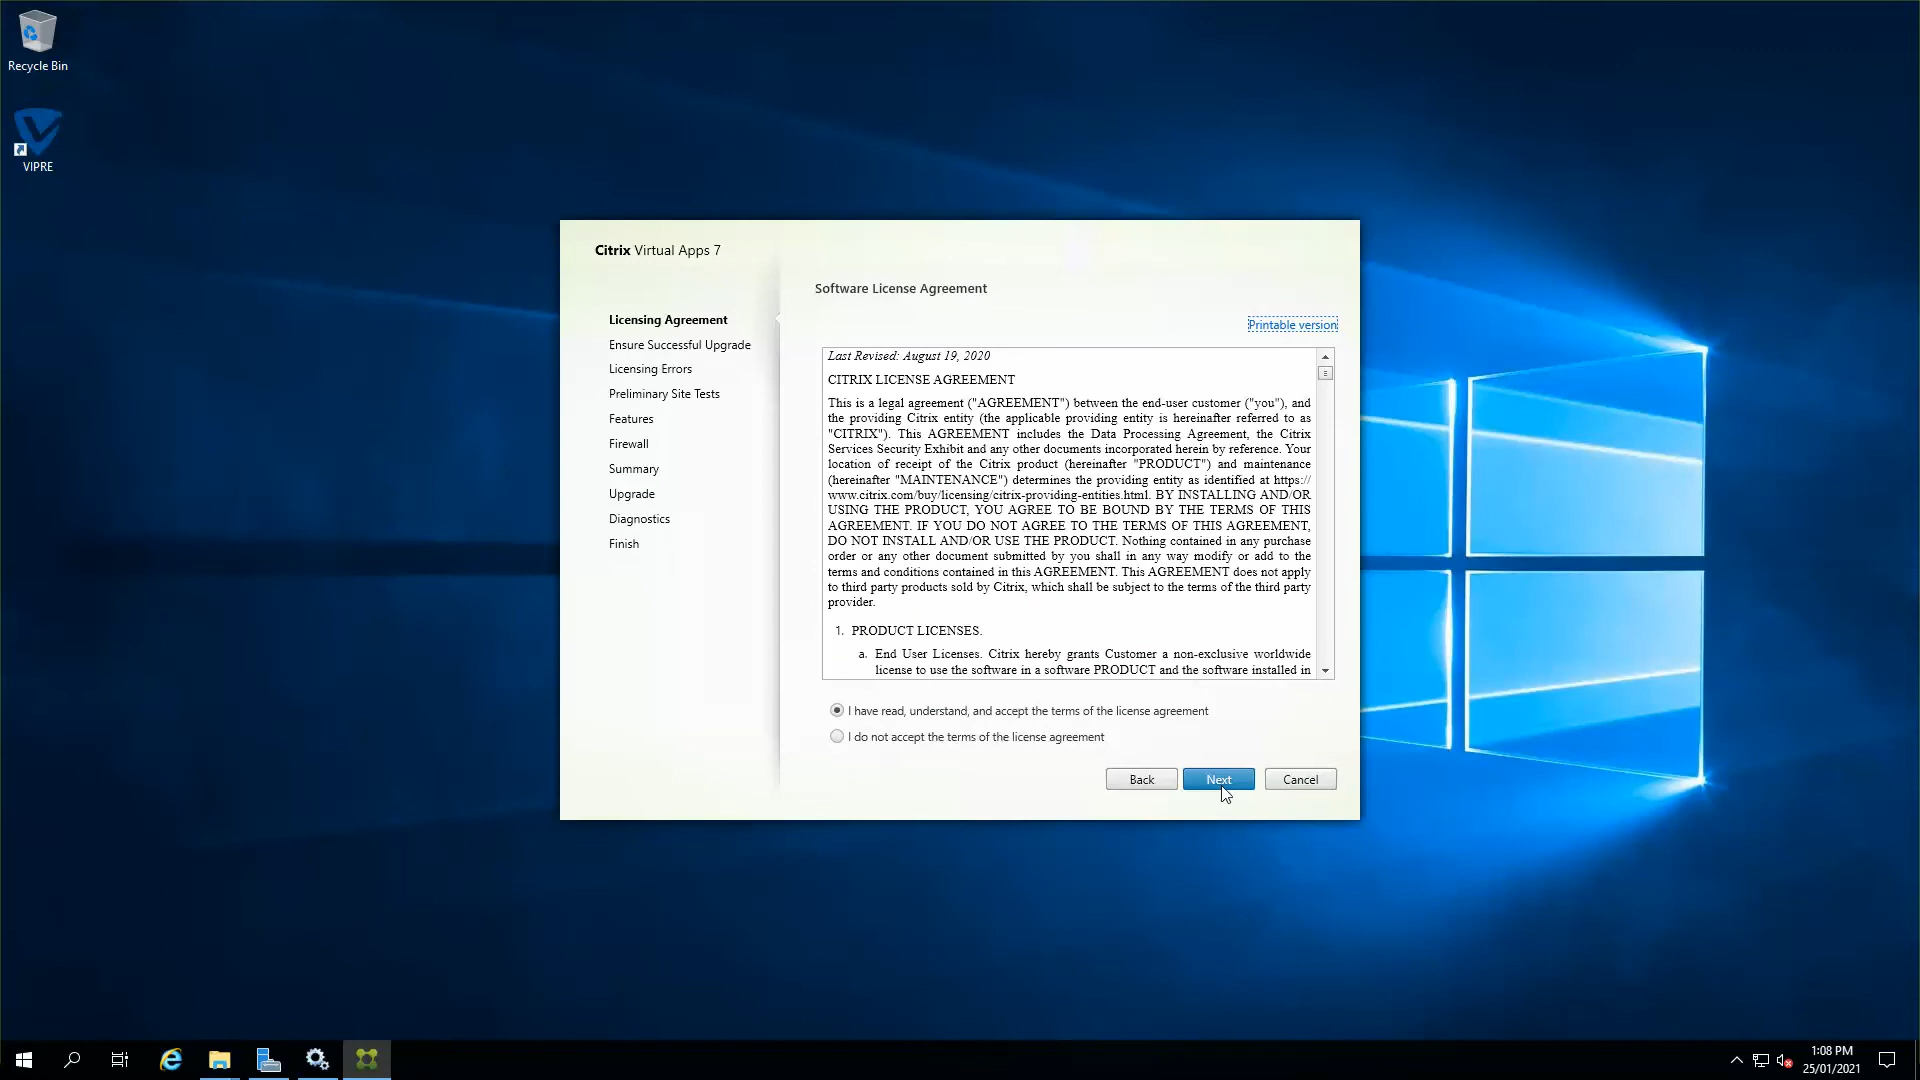 Recycle Bin
VIPRE
Citrix Virtual Apps 7
Licensing Agreement
Ensure Successful Upgrade
Licensing Errors
Preliminary Site Tests
Features
Firewall
Summary
Upgrade
Diagnostics
Finish
Software License Agreement
Printable version
Last Revised: August 19, 2020
CITRIX LICENSE AGREEMENT
This is a legal agreement ("AGREEMENT") between the end-user customer ("you"), and
the providing Citrix entity (the applicable providing entity is hereinafter referred to as
"CITRIX"). This AGREEMENT includes the Data Processing Agreement, the Citrix
Services Security Exhibit and any other documents incorporated herein by reference. Your
location of receipt of the Citrix product (hereinafter "PRODUCT") and maintenance
(hereinafter "MAINTENANCE") determines the providing entity as identified at https://
www.citrix.com/buy/licensing/citrix-providing-entities.html. BY INSTALLING AND/OR
USING THE PRODUCT, YOU AGREE TO BE BOUND BY THE TERMS OF THIS
AGREEMENT. IF YOU DO NOT AGREE TO THE TERMS OF THIS AGREEMENT,
DO NOT INSTALL AND/OR USE THE PRODUCT. Nothing contained in any purchase
order or any other document submitted by you shall in any way modify or add to the
terms and conditions contained in this AGREEMENT. This AGREEMENT does not apply
to third party products sold by Citrix, which shall be subject to the terms of the third party
provider.
1. PRODUCT LICENSES.
a. End User Licenses. Citrix hereby grants Customer a non-exclusive worldwide
license to use the software in a software PRODUCT and the software installed in
I have read, understand, and accept the terms of the license agreement
I do not accept the terms of the license agreement
Back
Next
Cancel
1:08 PM
25/01/2021